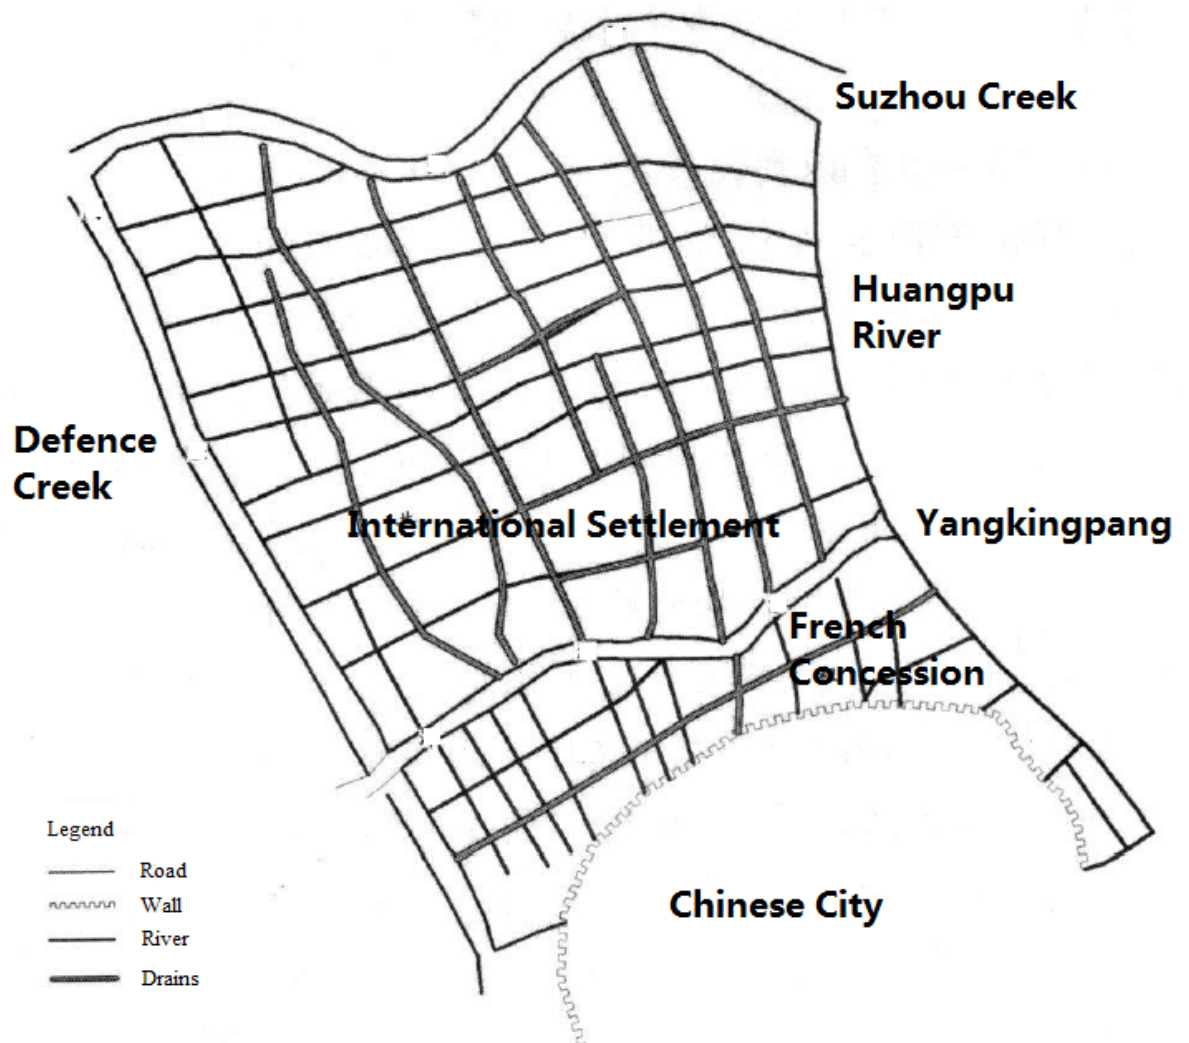 Suzhou Creek
Huangpu
River
Defence
Creek
International Settlement
Yangkingpang
French
Concession
Chinese City
Legend
Road
Wall
River
Drains